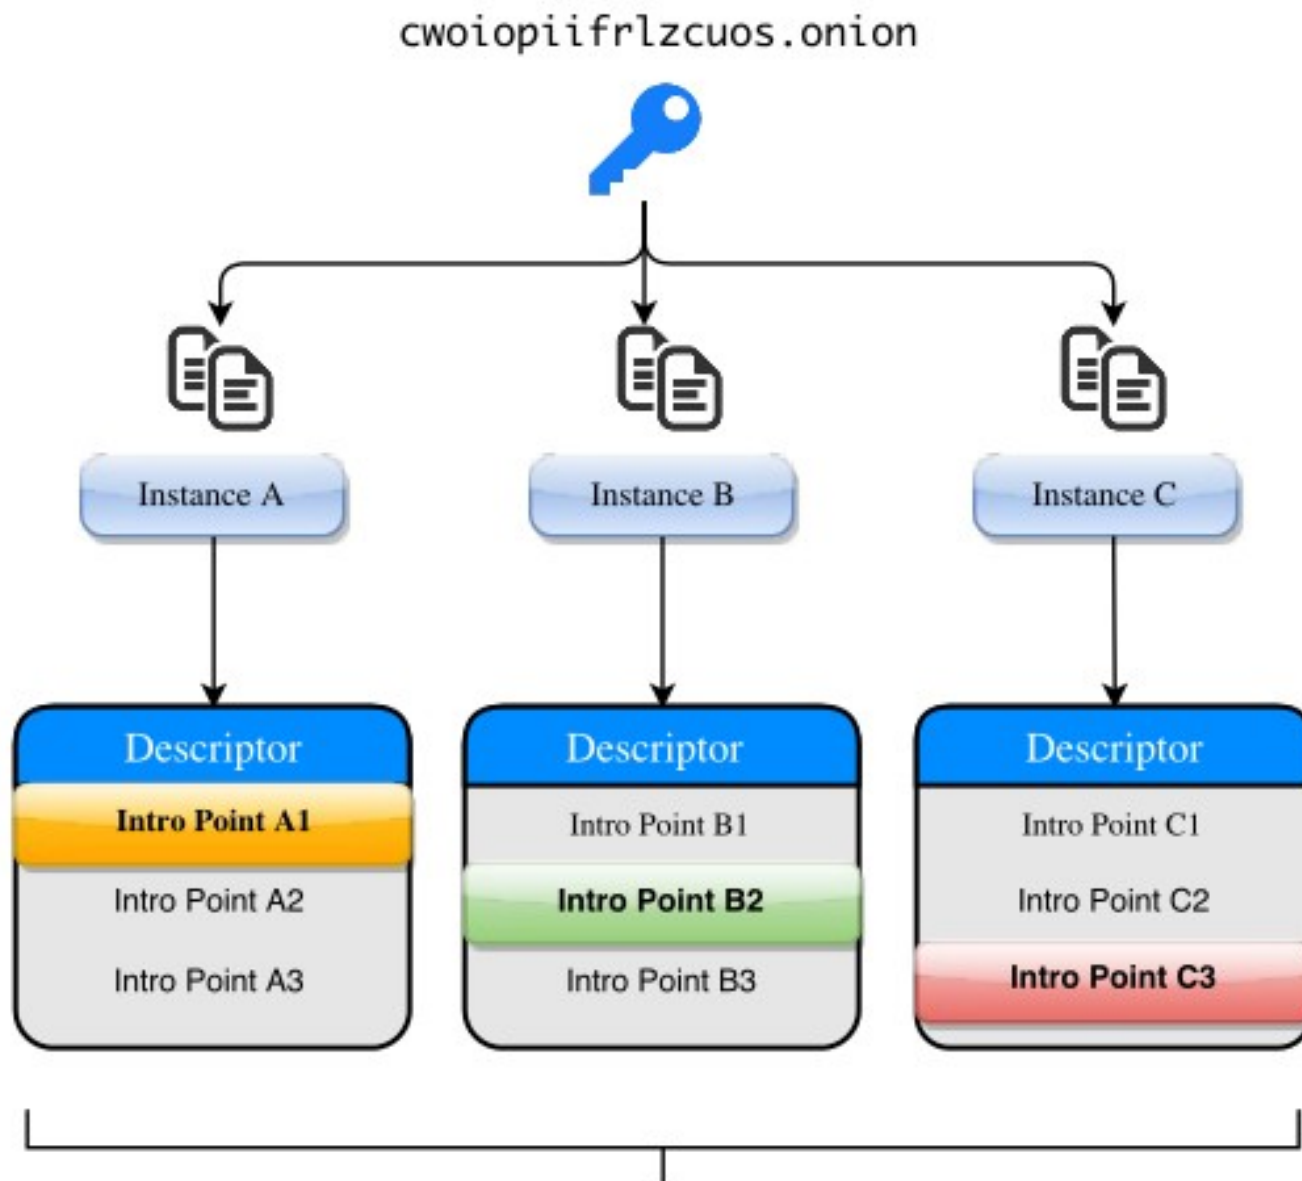 cwoiopiifrlzcuos.onion
Instance A
Instance B
Instance C
Descriptor
Intro Point A1
Intro Point A2
Intro Point A3
Descriptor
Intro Point B1
Intro Point B2
Intro Point B3
Descriptor
Intro Point C1
Intro Point C2
Intro Point C3